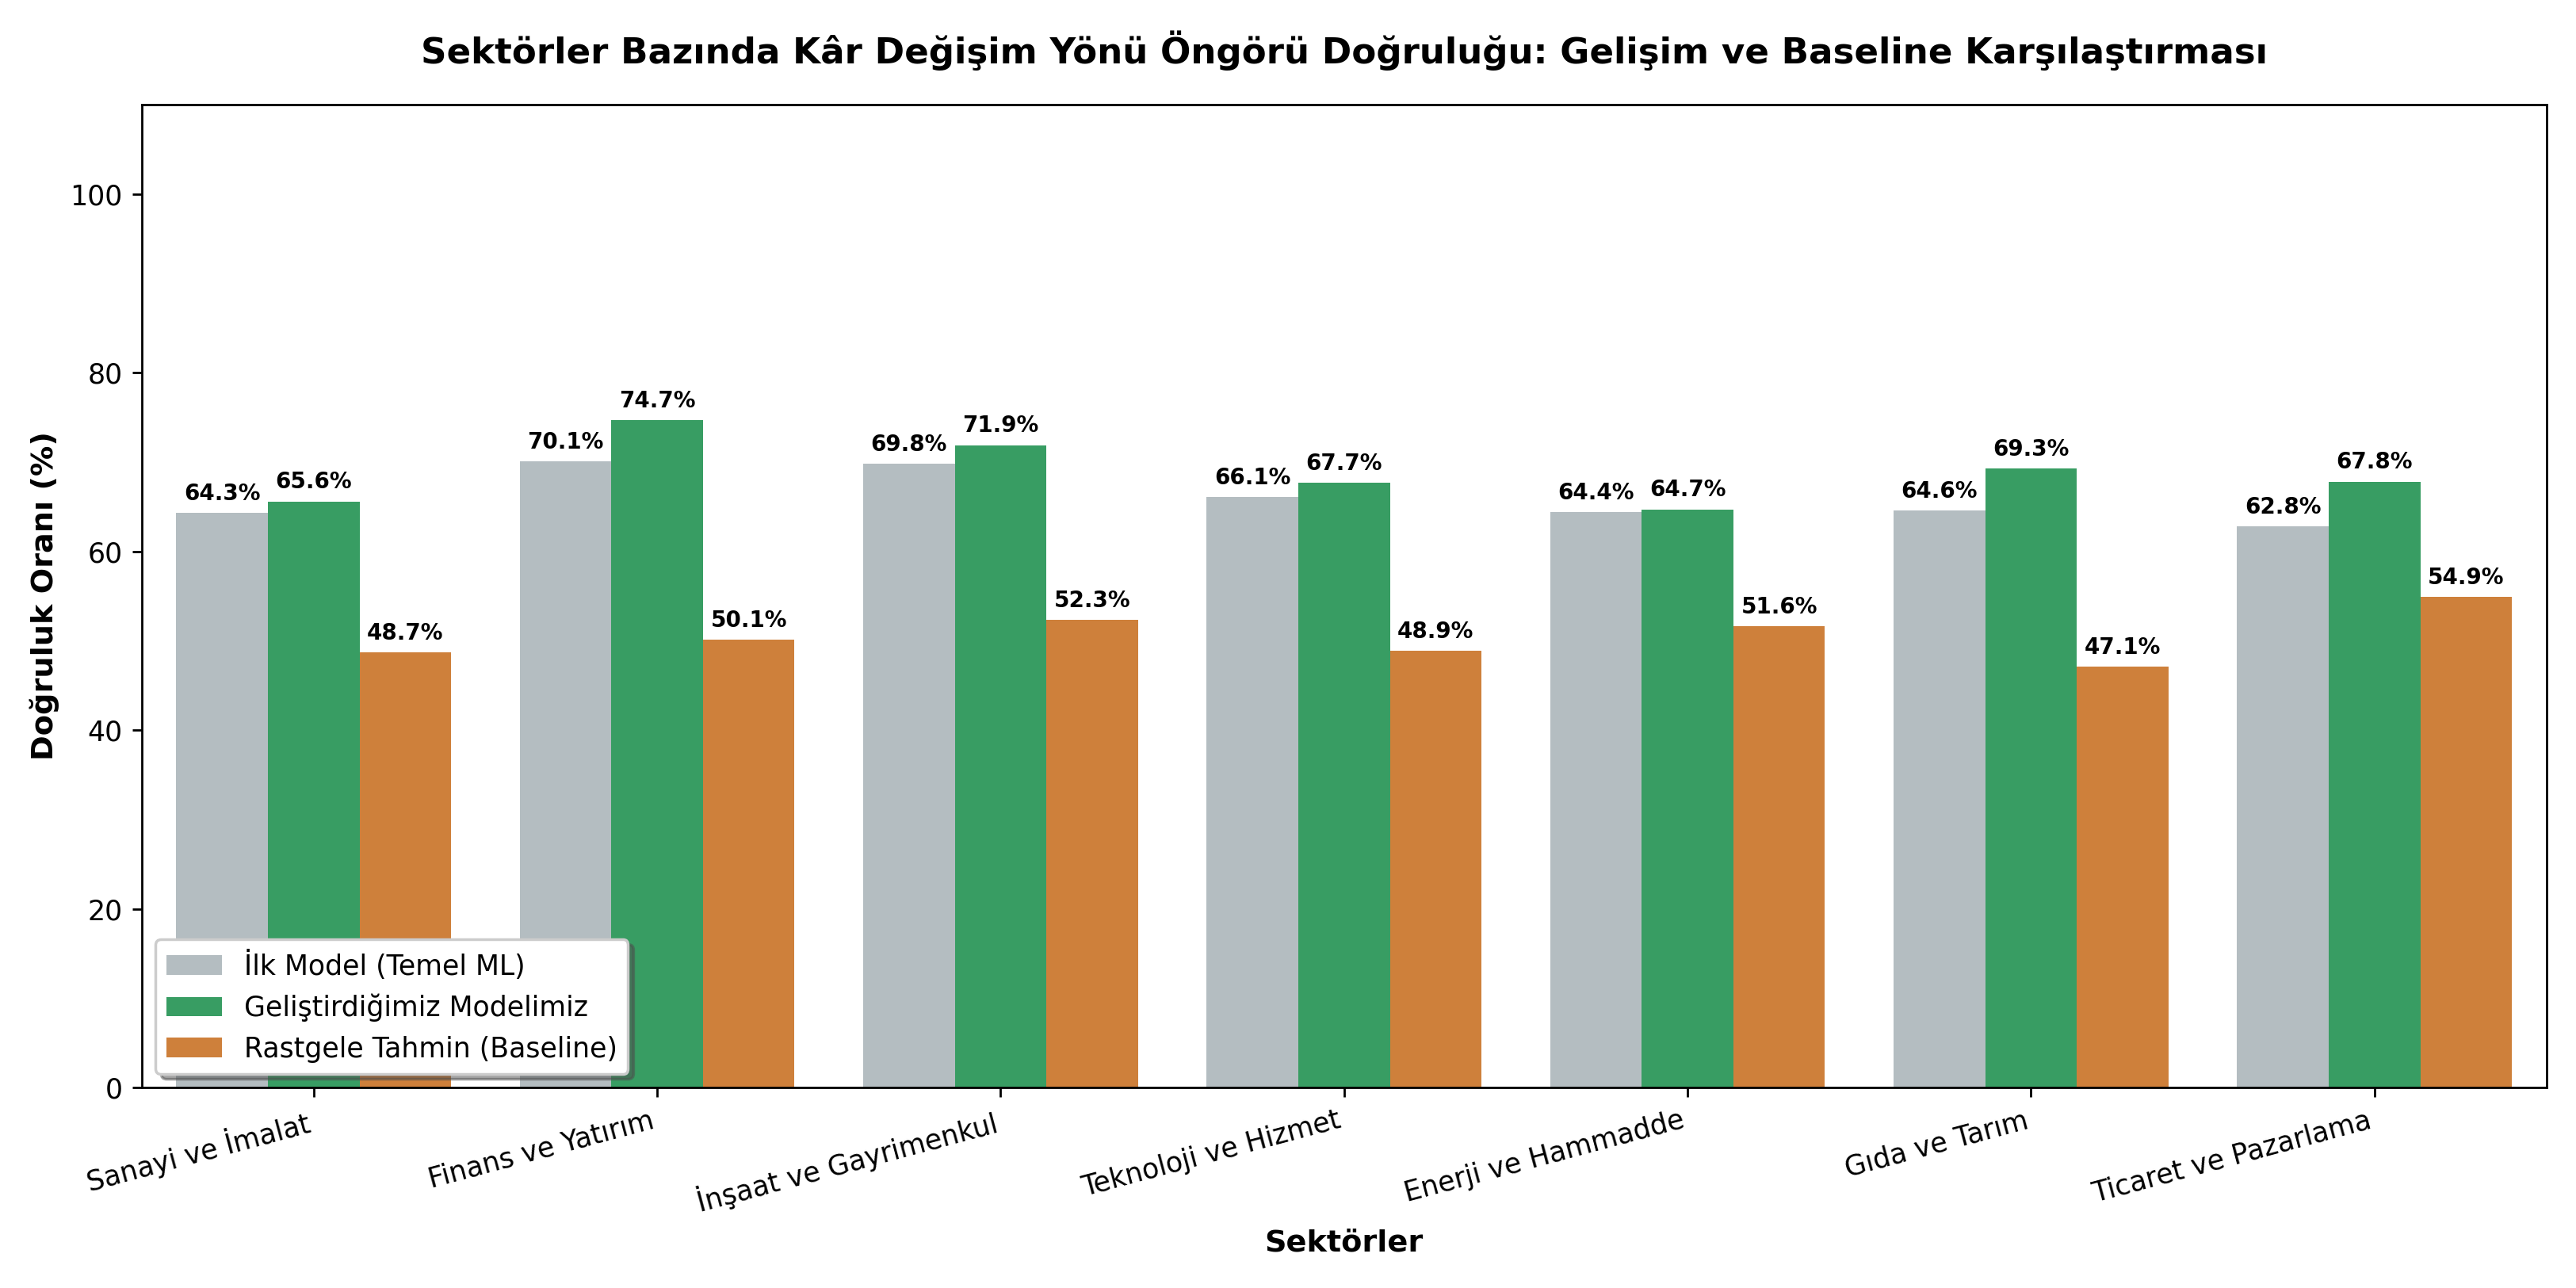 Sektörler Bazında Kâr Değişim Yönü Öngörü Doğruluğu: Gelişim ve Baseline Karşılaştırması
Doğruluk Oranı (%)
100
80
60
40
20
0
64.3%
65.6%
48.7%
70.1%
74.7%
50.1%
69.8%
71.9%
52.3%
66.1%
67.7%
48.9%
64.4%
64.7%
51.6%
64.6%
69.3%
47.1%
62.8%
67.8%
54.9%
İlk Model (Temel ML)
Geliştirdiğimiz Modelimiz
Rastgele Tahmin (Baseline)
Sanayi ve İmalat
Finans ve Yatırım
İnşaat ve Gayrimenkul
Teknoloji ve Hizmet
Enerji ve Hammadde
Gıda ve Tarım
Ticaret ve Pazarlama
Sektörler